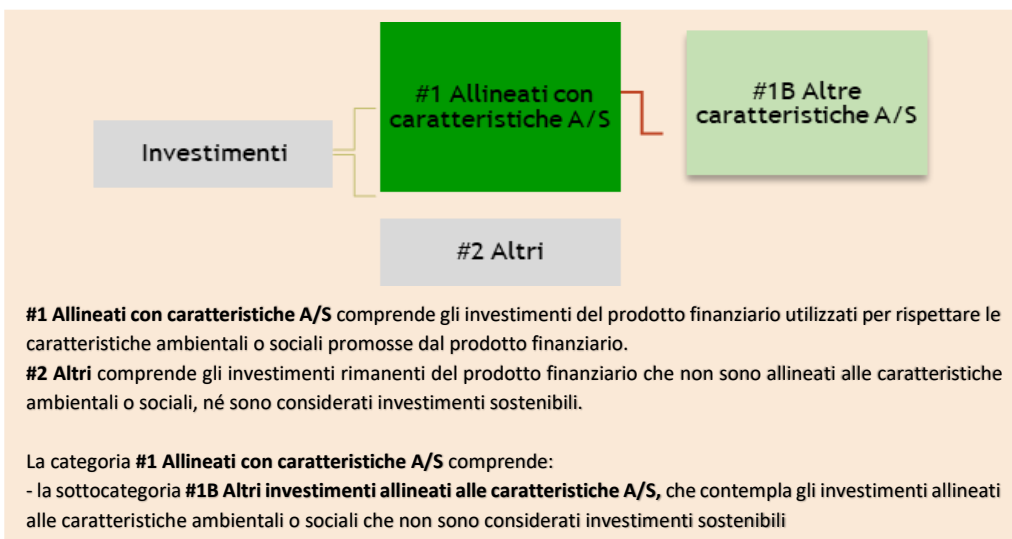 #1 Allineati con
caratteristiche A/S
#1B Altre
caratteristiche A/S
Investimenti
#2 Altri
#1 Allineati con caratteristiche A/S comprende gli investimenti del prodotto finanziario utilizzati per rispettare le
caratteristiche ambientali o sociali promosse dal prodotto finanziario.
#2 Altri comprende gli investimenti rimanenti del prodotto finanziario che non sono allineati alle caratteristiche
ambientali o sociali, né sono considerati investimenti sostenibili.
La categoria #1 Allineati con caratteristiche A/S comprende:
- la sottocategoria #1B Altri investimenti allineati alle caratteristiche A/S, che contempla gli investimenti allineati
alle caratteristiche ambientali o sociali che non sono considerati investimenti sostenibili